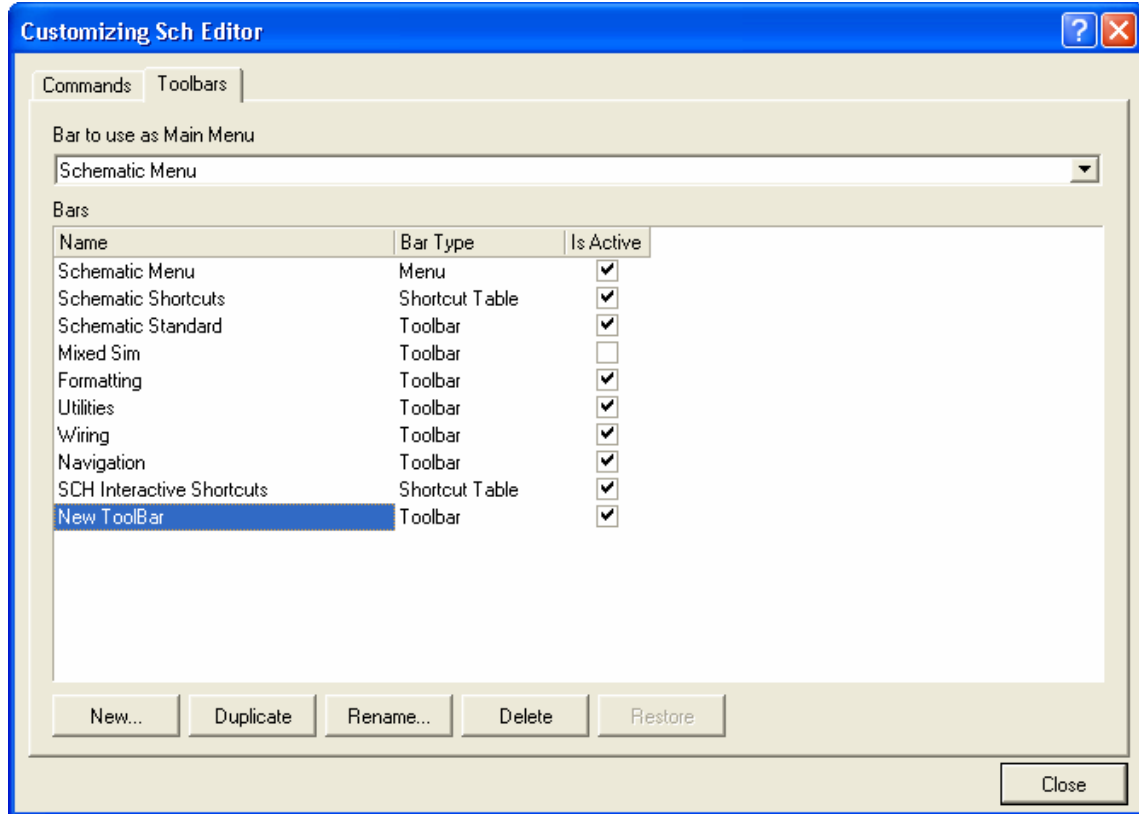 Customizing Sch Editor
Commands Toolbars
Bar to use as Main Menu
Schematic Menu
Bars
Name Bar Type Is Active
Schematic Menu Menu
Schematic Shortcuts Shortcut Table
Schematic Standard Toolbar
Mixed Sim Toolbar
Formatting Toolbar
Utilities Toolbar
Wiring Toolbar
Navigation Toolbar
SCH Interactive Shortcuts Shortcut Table
New ToolBar Toolbar
New... Duplicate Rename... Delete Restore
Close